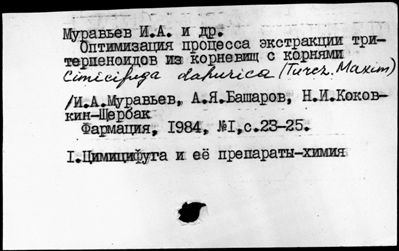 Муравьев И.А. и др.
Оптимизация процесса экстракции три-
терпеноидов из корневищ с корнями
Cimicifuga dahurica (Turcz. Maxim)
/И.А.Муравьев, А.Я.Башаров, Н.И.Коков-
кин-Щербак
Фармация, 1984, №I,с.23-25.
I.Цимицифуга и её препараты-химия